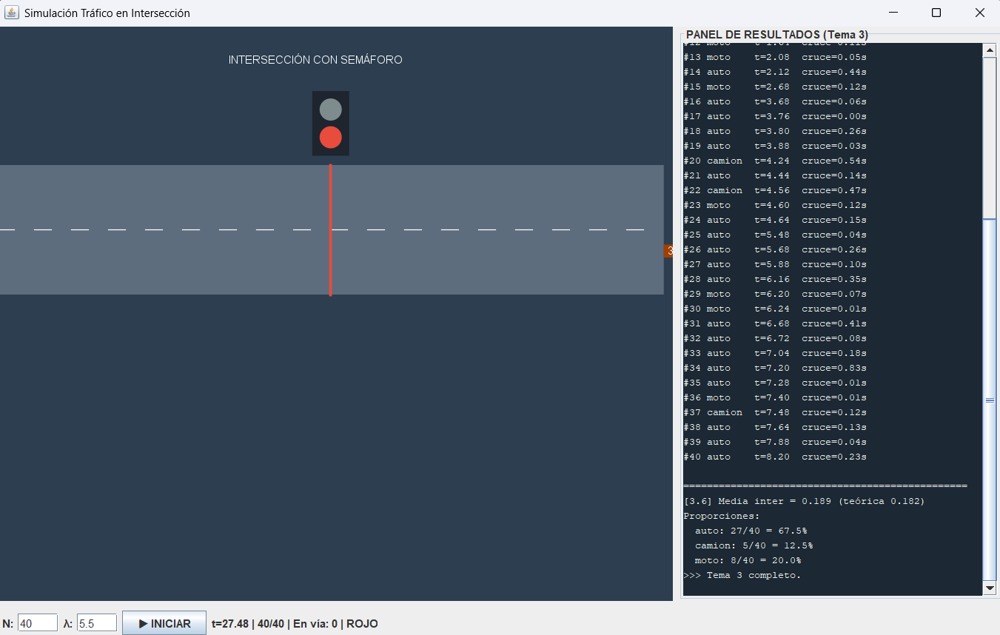 Simulación Tráfico en Intersección
INTERSECCIÓN CON SEMÁFORO
3
PANEL DE RESULTADOS (Tema 3)
#12 moto t=1.64 cruce=0.11s
#13 moto t=2.08 cruce=0.05s
#14 auto t=2.12 cruce=0.44s
#15 moto t=2.68 cruce=0.12s
#16 auto t=3.68 cruce=0.06s
#17 auto t=3.76 cruce=0.00s
#18 auto t=3.80 cruce=0.26s
#19 auto t=3.88 cruce=0.03s
#20 camion t=4.24 cruce=0.54s
#21 auto t=4.44 cruce=0.14s
#22 camion t=4.56 cruce=0.47s
#23 moto t=4.60 cruce=0.12s
#24 auto t=4.64 cruce=0.15s
#25 auto t=5.48 cruce=0.04s
#26 auto t=5.68 cruce=0.26s
#27 auto t=5.88 cruce=0.10s
#28 auto t=6.16 cruce=0.35s
#29 moto t=6.20 cruce=0.07s
#30 moto t=6.24 cruce=0.01s
#31 auto t=6.68 cruce=0.41s
#32 auto t=6.72 cruce=0.08s
#33 auto t=7.04 cruce=0.18s
#34 auto t=7.20 cruce=0.83s
#35 auto t=7.28 cruce=0.01s
#36 moto t=7.40 cruce=0.01s
#37 camion t=7.48 cruce=0.12s
#38 auto t=7.64 cruce=0.13s
#39 auto t=7.88 cruce=0.04s
#40 auto t=8.20 cruce=0.23s
================================================
[3.6] Media inter = 0.189 (teórica 0.182)
Proporciones:
auto: 27/40 = 67.5%
camion: 5/40 = 12.5%
moto: 8/40 = 20.0%
>>> Tema 3 completo.
N: 40 λ: 5.5 ▶ INICIAR t=27.48 | 40/40 | En vía: 0 | ROJO